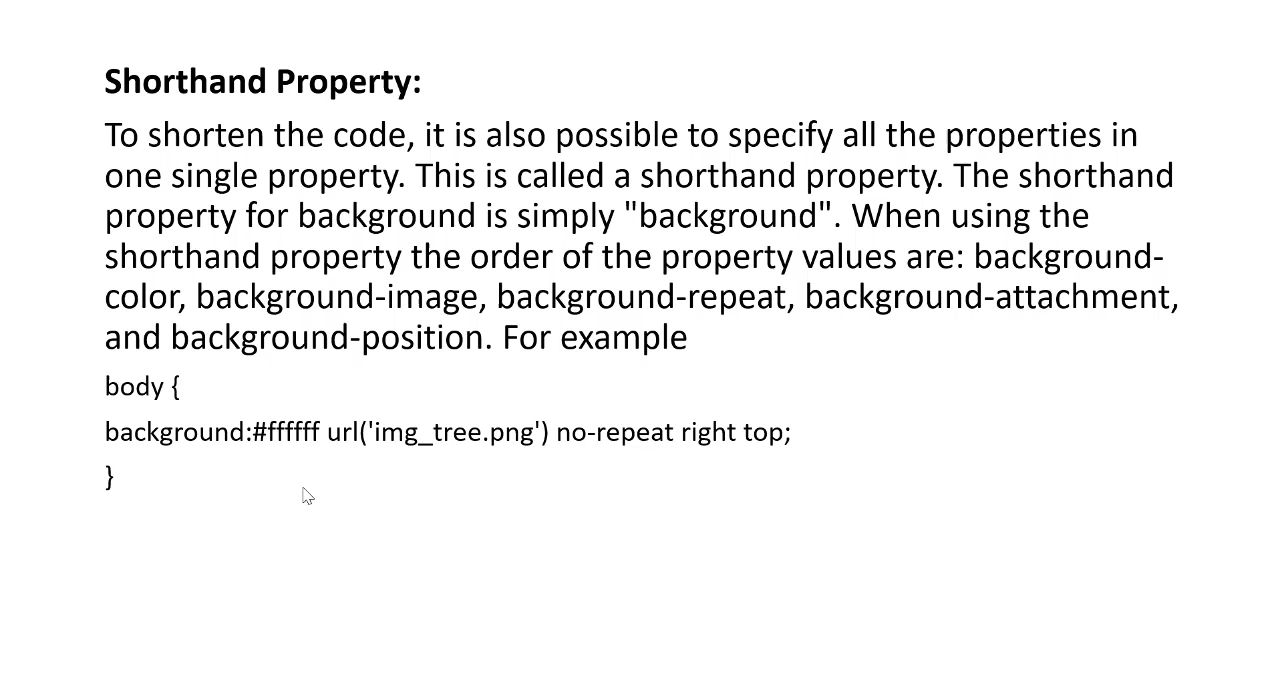 Shorthand Property:
To shorten the code, it is also possible to specify all the properties in
one single property. This is called a shorthand property. The shorthand
property for background is simply "background". When using the
shorthand property the order of the property values are: background-
color, background-image, background-repeat, background-attachment,
and background-position. For example
body {
background:#ffffff url('img_tree.png') no-repeat right top;
}